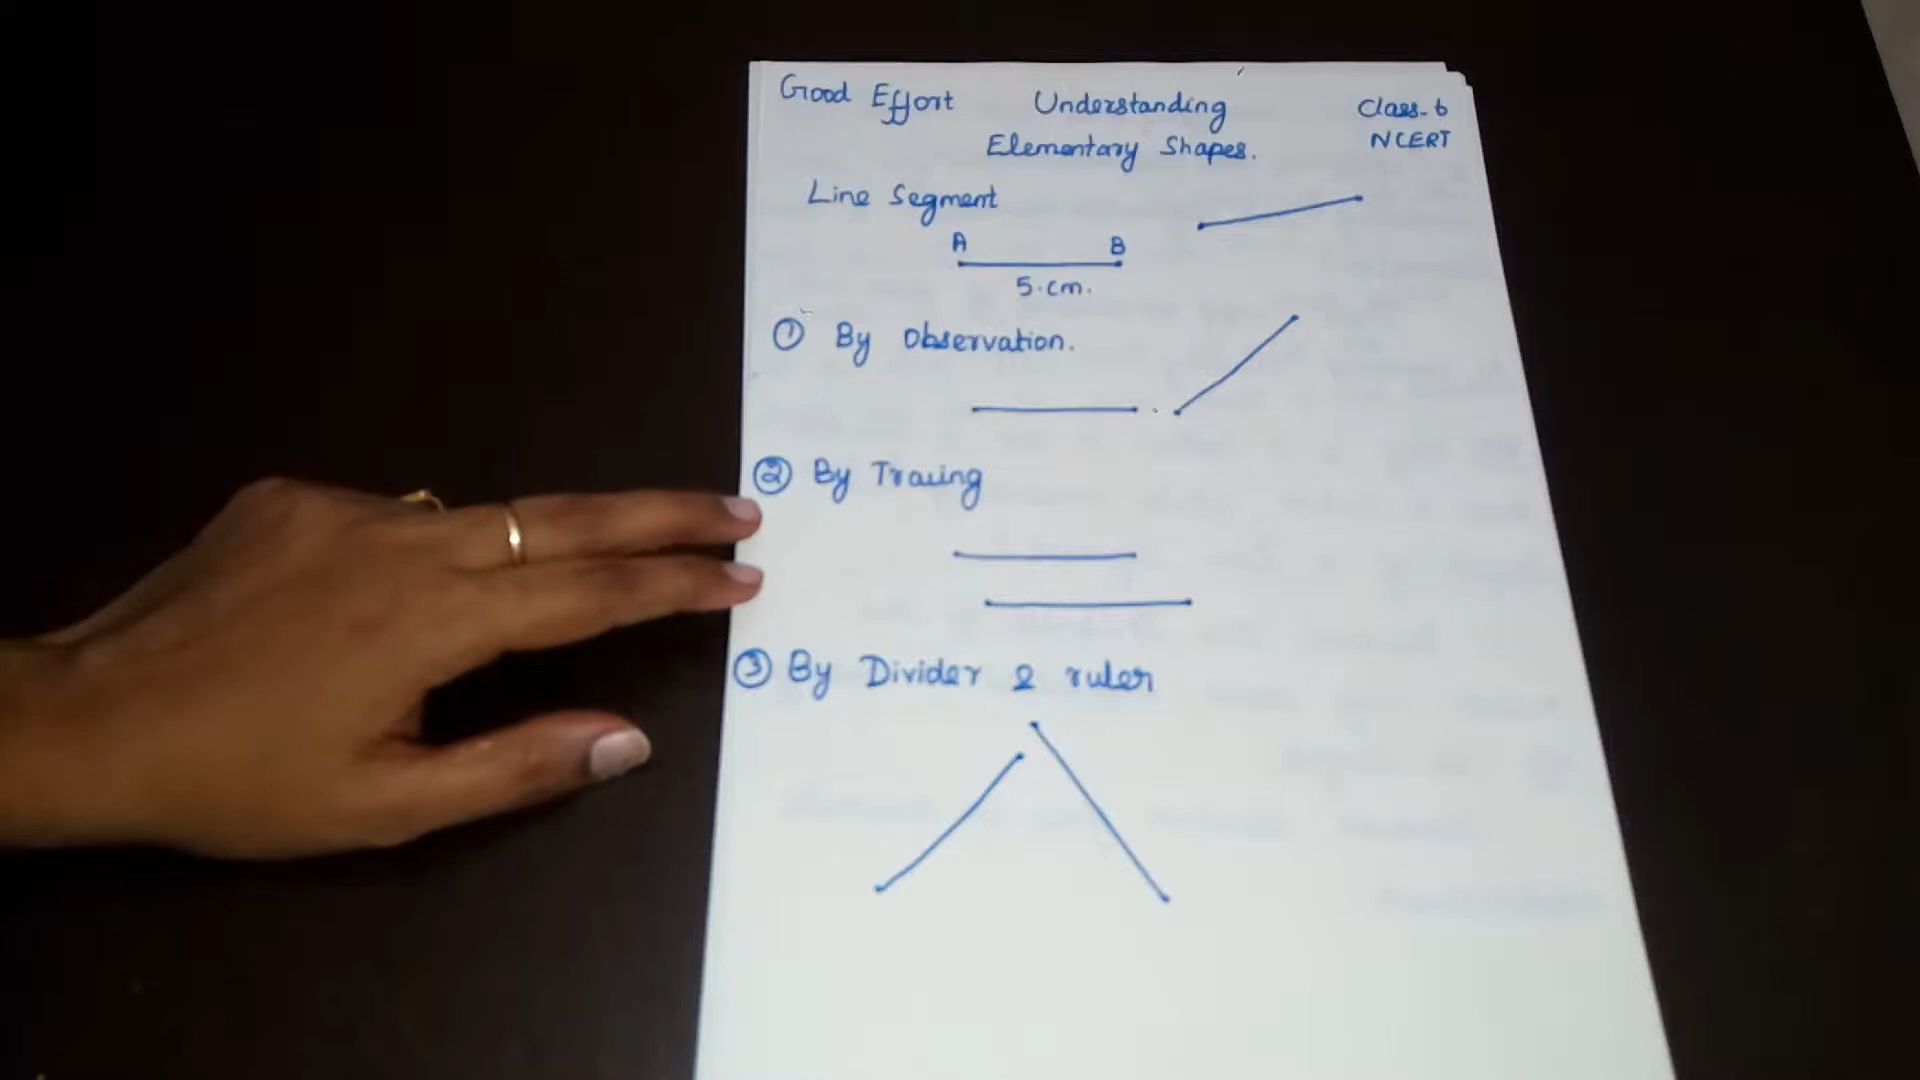 Good Effort Understanding Class-6
Elementary Shapes. NCERT
Line Segment
A B
5.cm.
① By Observation.
② By Tracing
③ By Divider & ruler